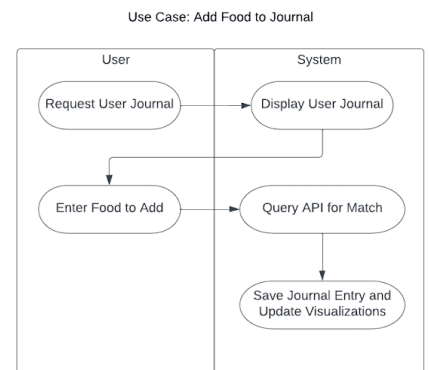 Use Case: Add Food to Journal
User
System
Request User Journal
Display User Journal
Enter Food to Add
Query API for Match
Save Journal Entry and
Update Visualizations